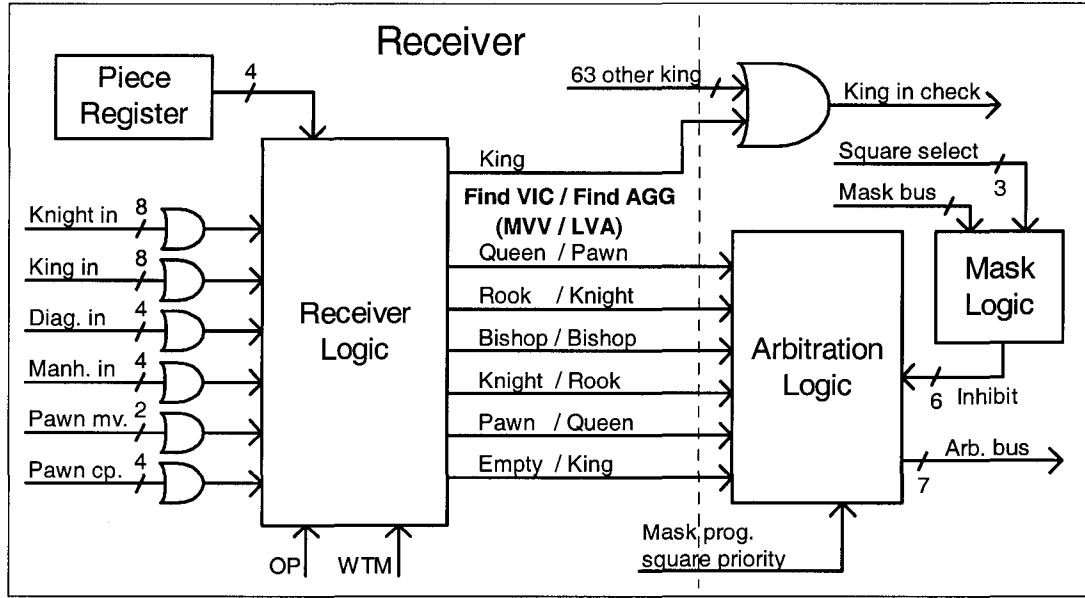 Receiver
Piece
Register
4
63 other king
King in check
King
Square select
3
Mask bus
Find VIC / Find AGG
(MVV / LVA)
Knight in
8
King in
8
Diag. in
4
Manh. in
4
Pawn mv.
2
Pawn cp.
4
Receiver
Logic
Queen / Pawn
Rook / Knight
Bishop / Bishop
Knight / Rook
Pawn / Queen
Empty / King
Arbitration
Logic
Mask
Logic
6
Inhibit
Arb. bus
7
OP
WTM
Mask prog.
square priority